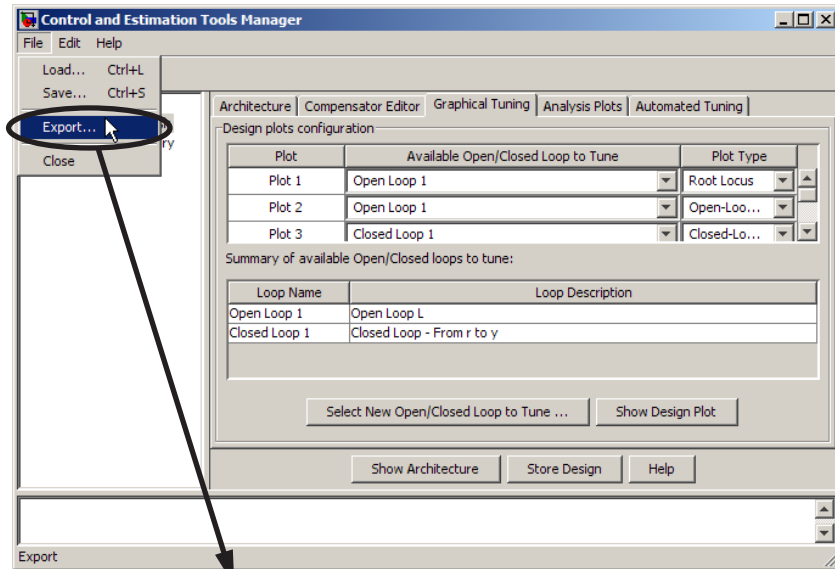 Control and Estimation Tools Manager
File Edit Help
Load... Ctrl+L
Save... Ctrl+S
Export...
Close
ry
Architecture Compensator Editor Graphical Tuning Analysis Plots Automated Tuning
Design plots configuration
Plot Available Open/Closed Loop to Tune Plot Type
Plot 1 Open Loop 1 Root Locus
Plot 2 Open Loop 1 Open-Loo...
Plot 3 Closed Loop 1 Closed-Lo...
Summary of available Open/Closed loops to tune:
Loop Name Loop Description
Open Loop 1 Open Loop L
Closed Loop 1 Closed Loop - From r to y
Select New Open/Closed Loop to Tune ... Show Design Plot
Show Architecture Store Design Help
Export